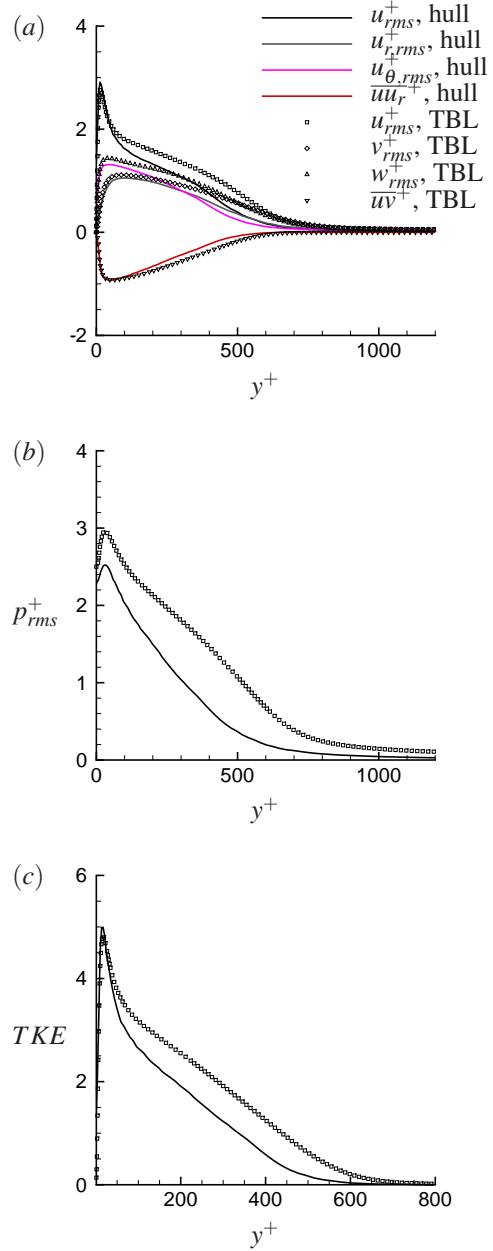 (a)
u⁺rms, hull
u⁺r,rms, hull
u⁺θ,rms, hull
u̅u̅ᵣ⁺, hull
u⁺rms, TBL
v⁺rms, TBL
w⁺rms, TBL
u̅v̅⁺, TBL
4
2
0
-2
0 500 1000
y⁺
(b)
4
3
p⁺rms
2
1
0
0 500 1000
y⁺
(c)
6
4
TKE
2
0
200 400 600 800
y⁺